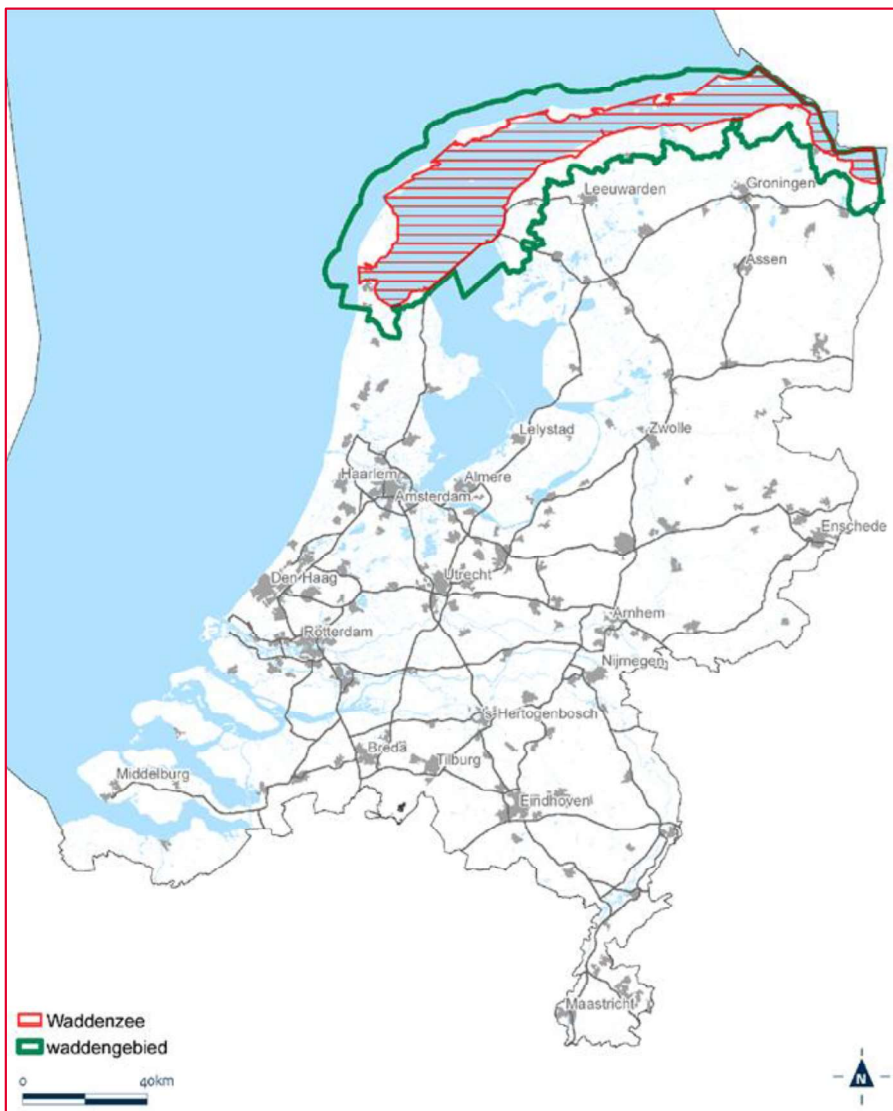 Leeuwarden
Groningen
Assen
Lelystad
Zwolle
Haarlem
Almere
Amsterdam
Enschede
Den Haag
Utrecht
Arnhem
Rotterdam
Nijmegen
's-Hertogenbosch
Breda
Tilburg
Middelburg
Eindhoven
Maastricht
Waddenzee
waddengebied
0 40km
N